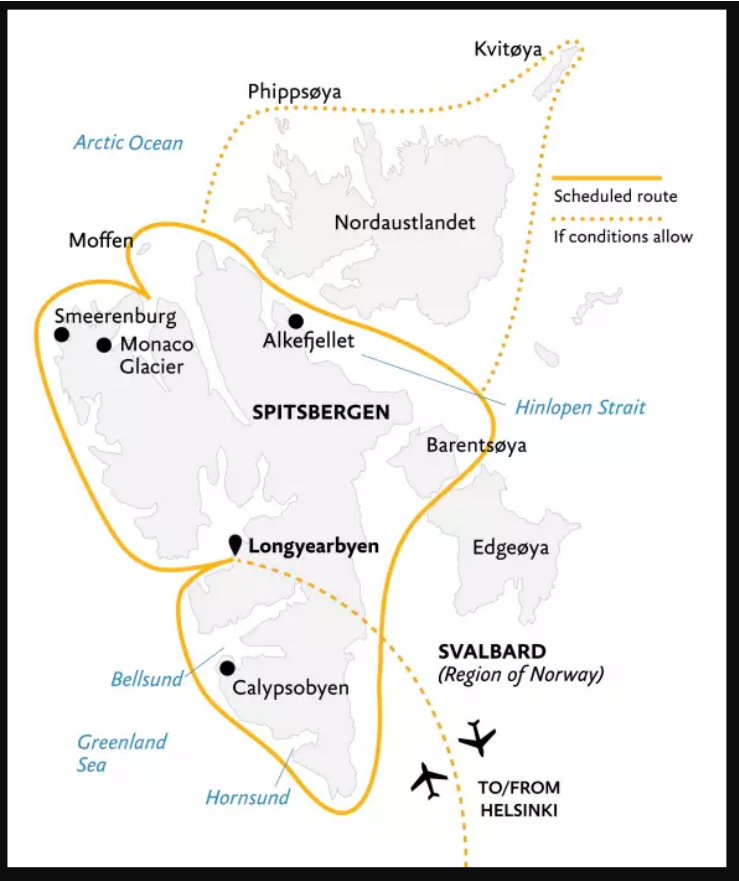 Kvitøya
Phippsøya
Arctic Ocean
Scheduled route
Nordaustlandet
Moffen
If conditions allow
Smeerenburg
Monaco
Glacier
Alkefjellet
SPITSBERGEN
Hinlopen Strait
Barentsøya
Longyearbyen
Edgeøya
SVALBARD
(Region of Norway)
Bellsund
Calypsobyen
Greenland
Sea
Hornsund
TO/FROM
HELSINKI